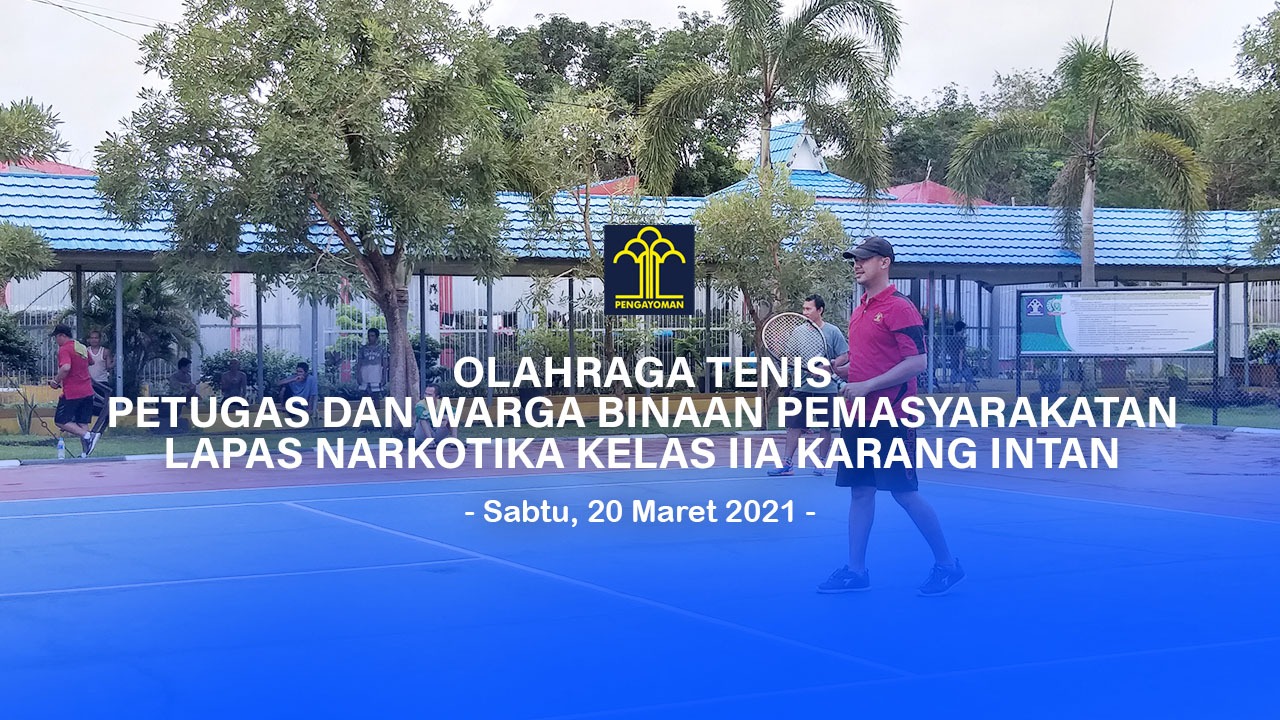 PENGAYOMAN
OLAHRAGA TENIS
PETUGAS DAN WARGA BINAAN PEMASYARAKATAN
LAPAS NARKOTIKA KELAS IIA KARANG INTAN
- Sabtu, 20 Maret 2021 -